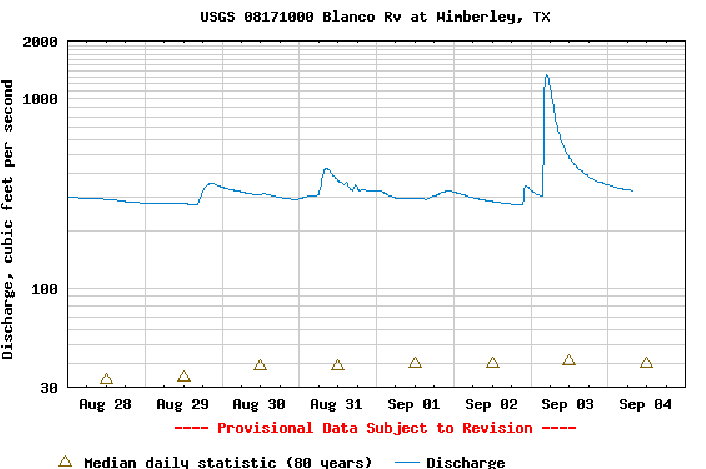 USGS 08171000 Blanco Rv at Wimberley, TX
2000
1000
Discharge, cubic feet per second
100
30
Aug 28 Aug 29 Aug 30 Aug 31 Sep 01 Sep 02 Sep 03 Sep 04
---- Provisional Data Subject to Revision ----
Median daily statistic (80 years) Discharge